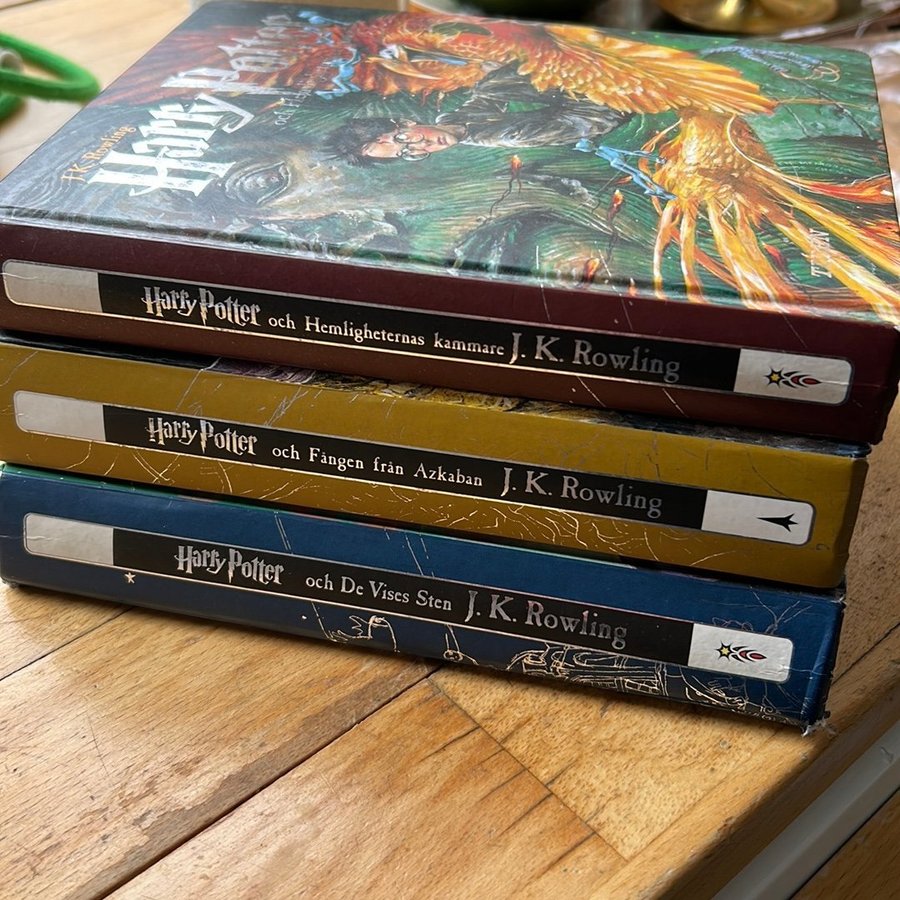 J.K. Rowling
Harry Potter
och
Harry Potter och Hemligheternas kammare J. K. Rowling
Harry Potter och Fången från Azkaban J. K. Rowling
Harry Potter och De Vises Sten J. K. Rowling